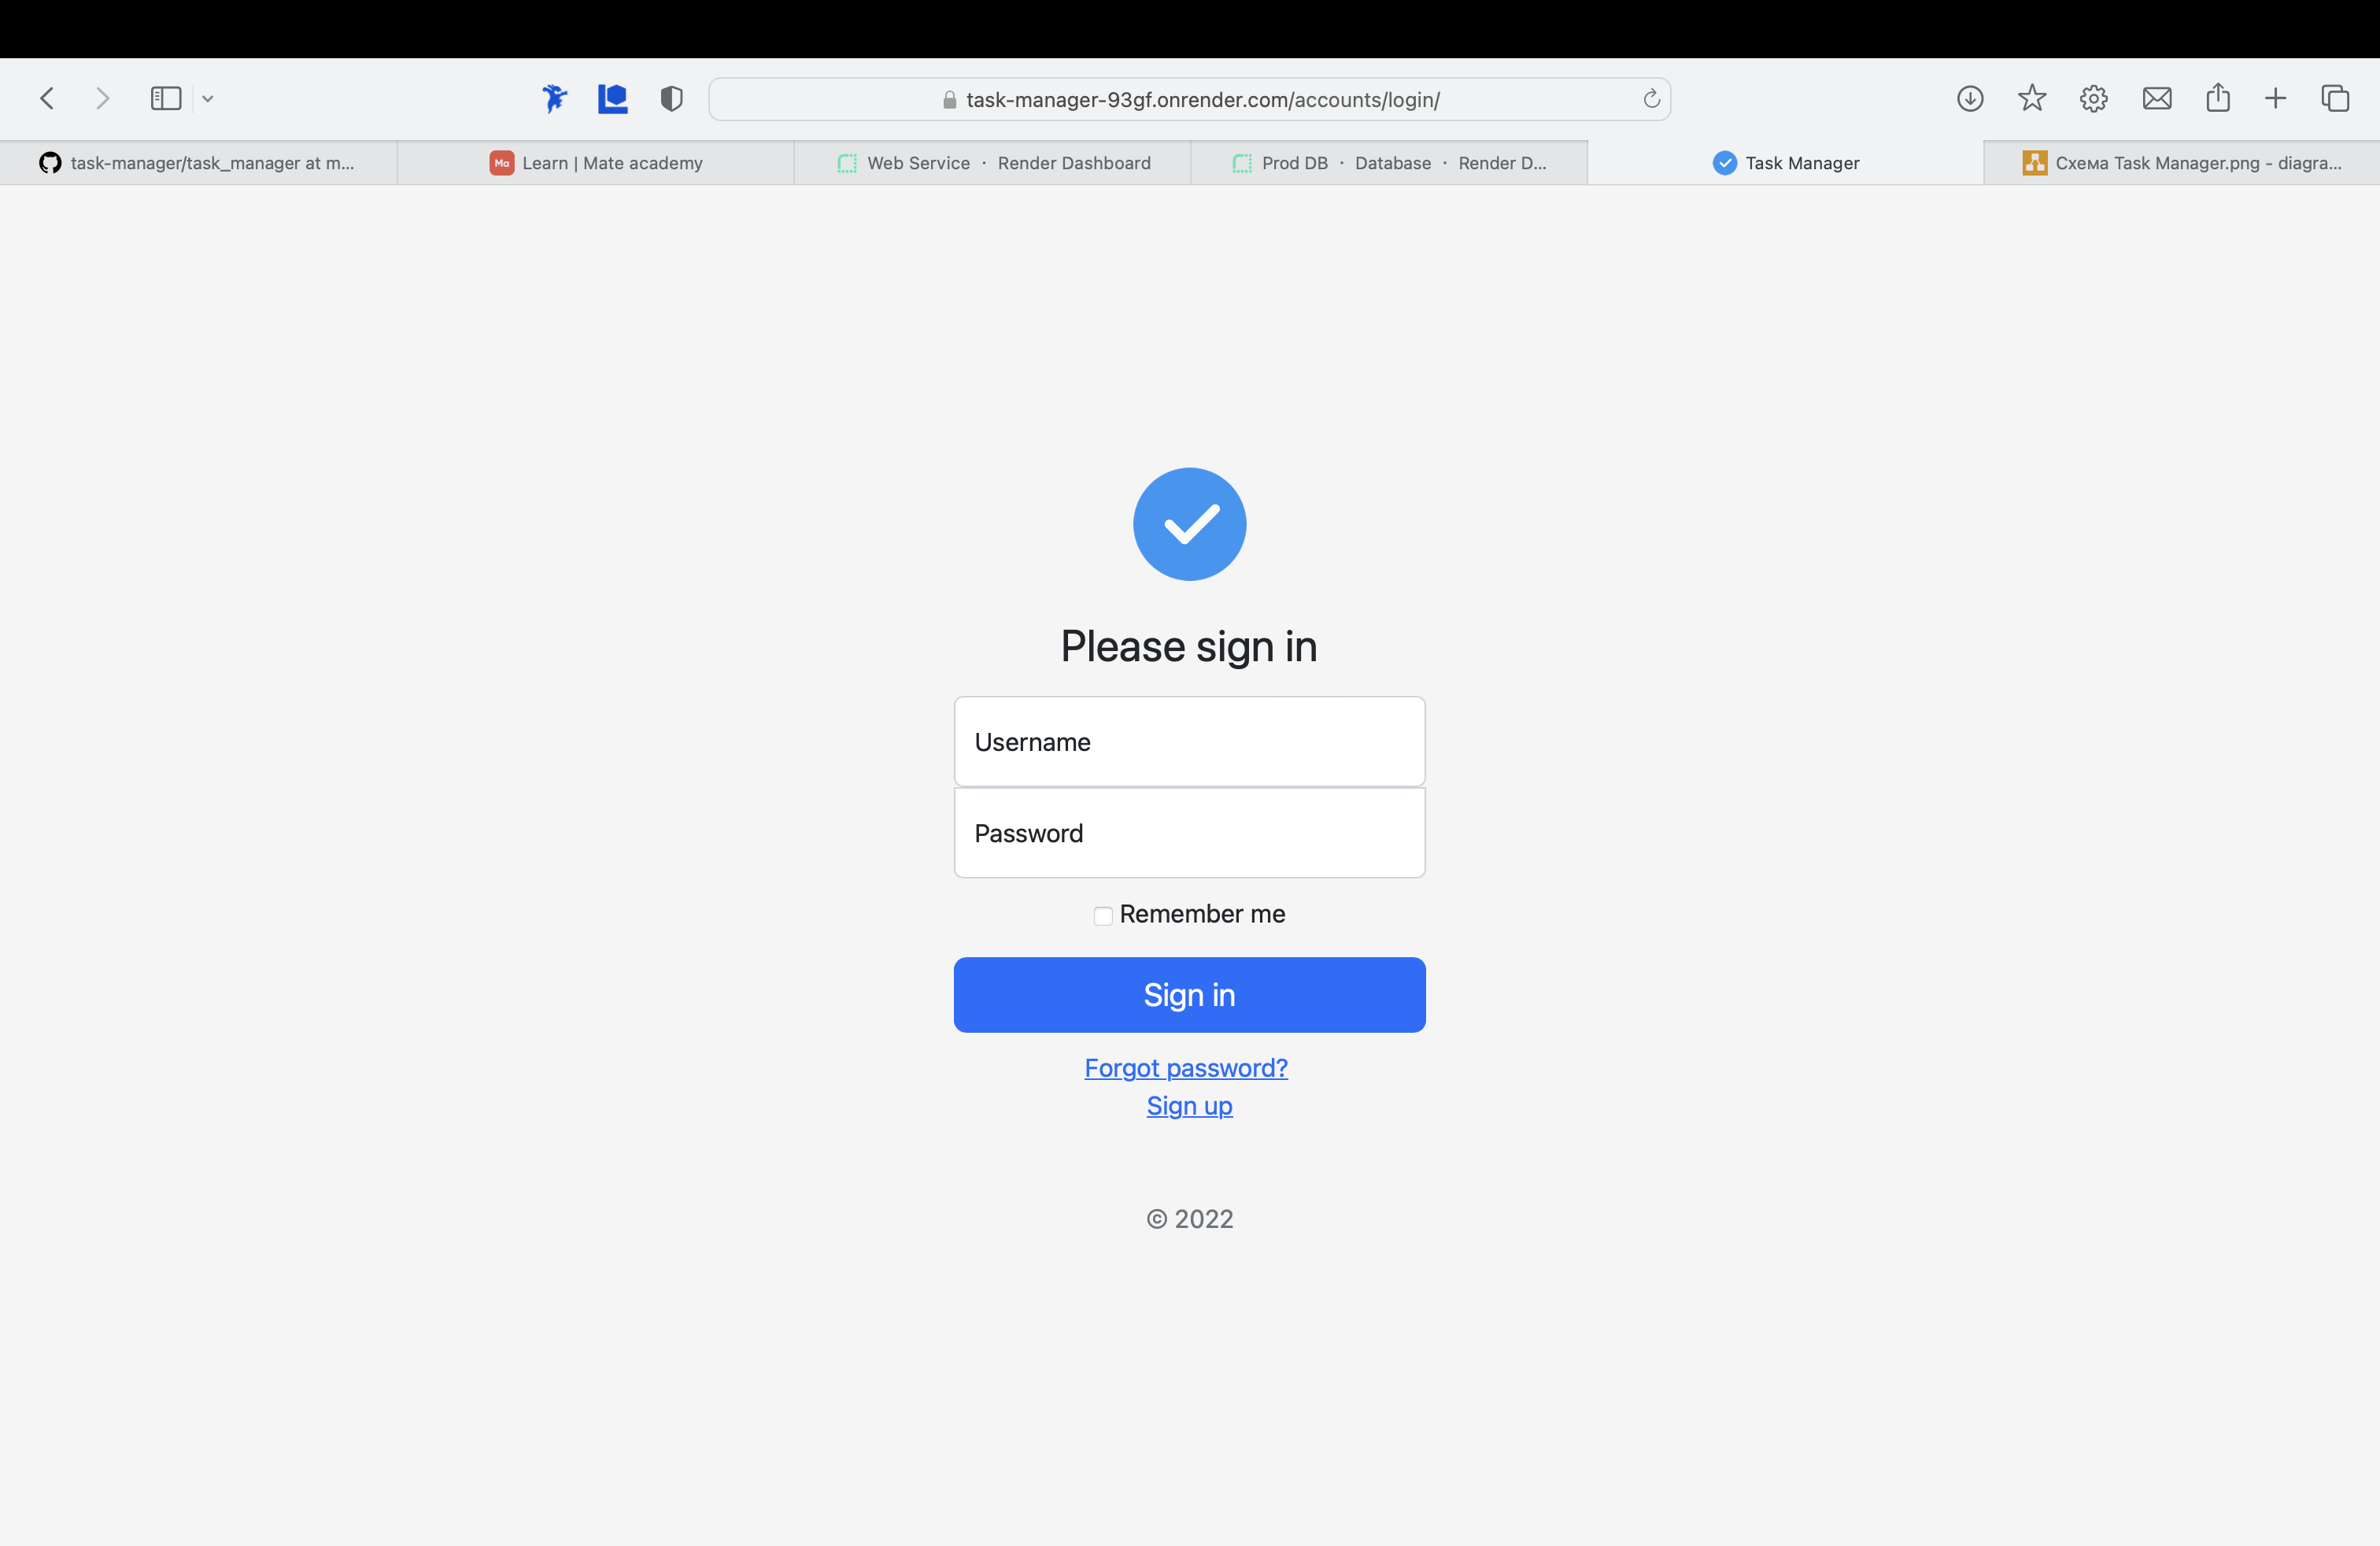 task-manager-93gf.onrender.com/accounts/login/
task-manager/task_manager at m...
Ma
Learn | Mate academy
Web Service · Render Dashboard
Prod DB · Database · Render D...
Task Manager
Схема Task Manager.png - diagra...
Please sign in
Username
Password
Remember me
Sign in
Forgot password?
Sign up
© 2022